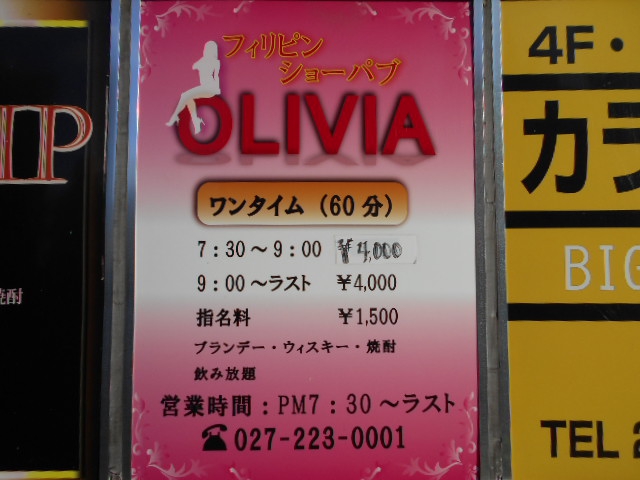 IP
焼酎
フィリピン
ショーパブ
OLIVIA
ワンタイム（60分）
7：30～9：00 ￥4,000
9：00～ラスト ￥4,000
指名料 ￥1,500
ブランデー・ウィスキー・焼酎
飲み放題
営業時間：PM7：30～ラスト
☎027-223-0001
4F・
カラ
BIG
TEL 2